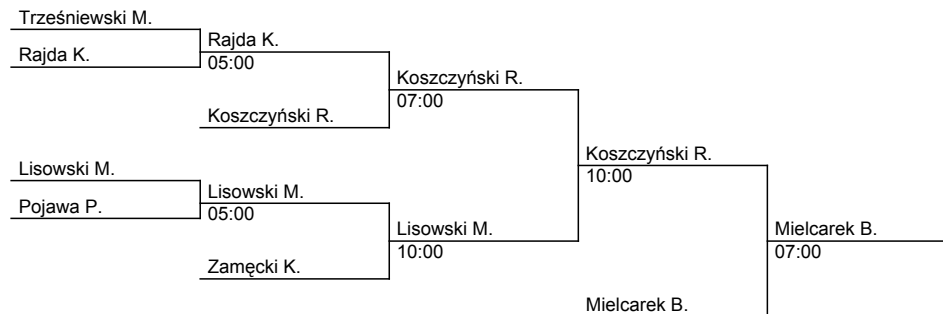 Trześniewski M.
Rajda K.
Rajda K.
05:00
Koszczyński R.
Koszczyński R.
07:00
Lisowski M.
Pojawa P.
Lisowski M.
05:00
Zamęcki K.
Lisowski M.
10:00
Koszczyński R.
10:00
Mielcarek B.
Mielcarek B.
07:00